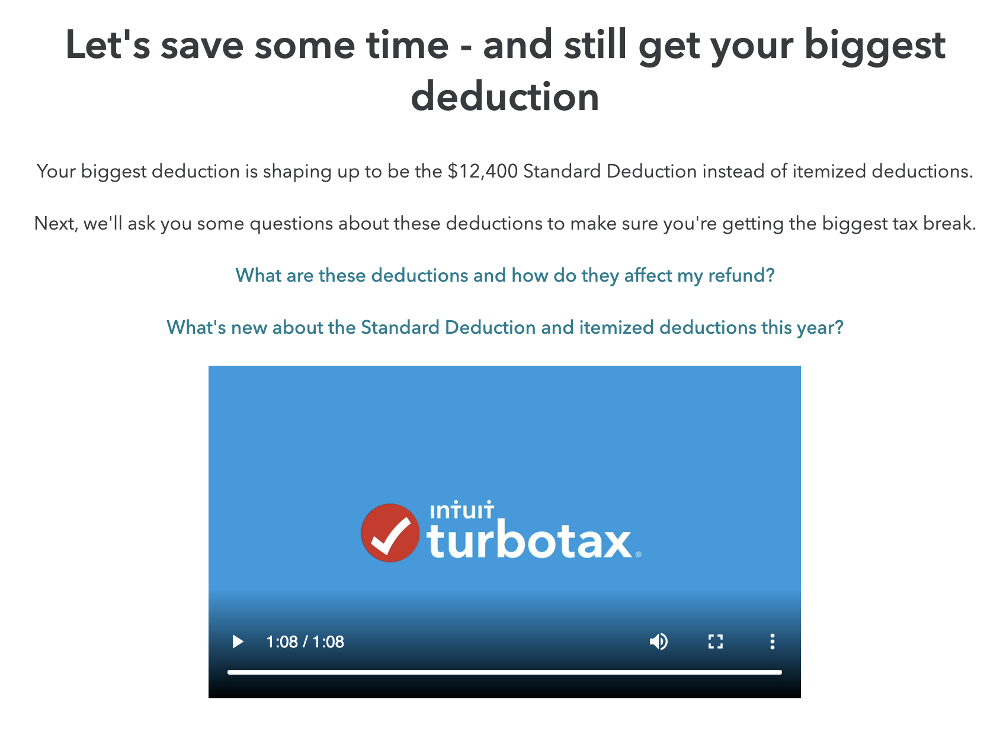 Let's save some time - and still get your biggest
deduction
Your biggest deduction is shaping up to be the $12,400 Standard Deduction instead of itemized deductions.
Next, we'll ask you some questions about these deductions to make sure you're getting the biggest tax break.
What are these deductions and how do they affect my refund?
What's new about the Standard Deduction and itemized deductions this year?
intuit
turbotax®
1:08 / 1:08